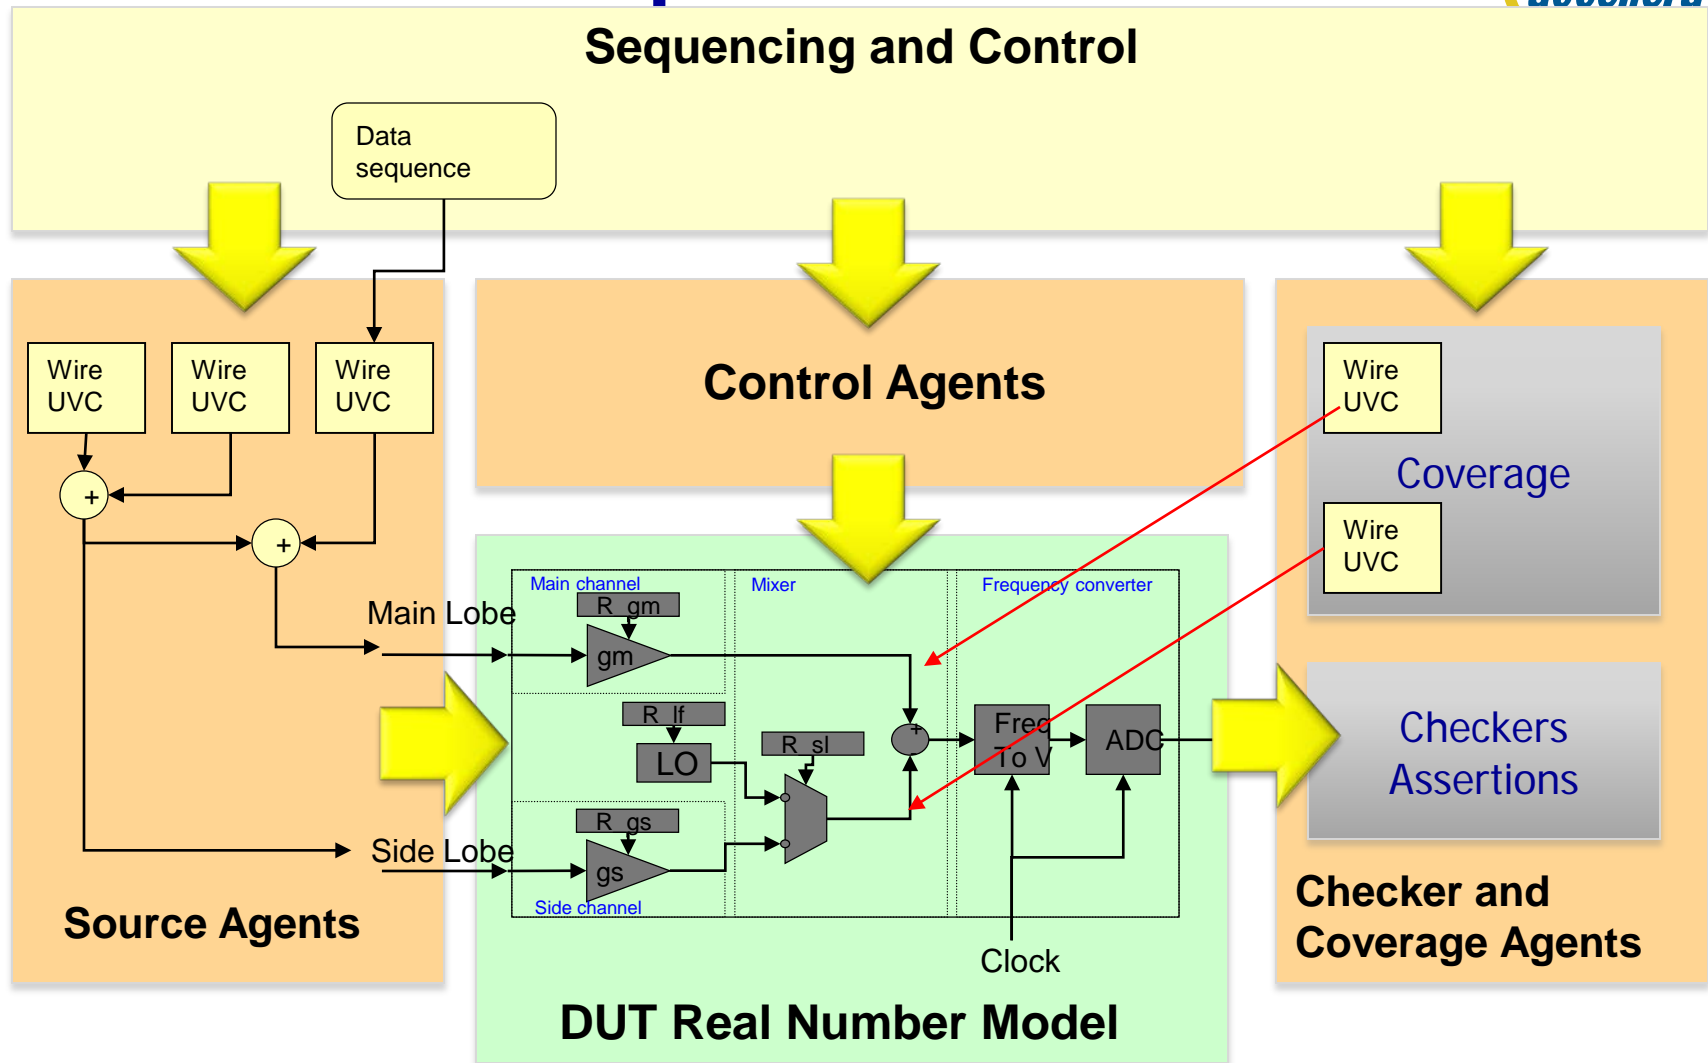 Sequencing and Control
Data
sequence
Wire
UVC
Wire
UVC
Wire
UVC
+
+
Control Agents
Wire
UVC
Coverage
Wire
UVC
Main Lobe
Side Lobe
Source Agents
Main channel
Mixer
Frequency converter
R_gm
gm
R_lf
LO
R_sl
+
-
Freq
To V
ADC
R_gs
gs
Side channel
Clock
DUT Real Number Model
Checkers
Assertions
Checker and
Coverage Agents